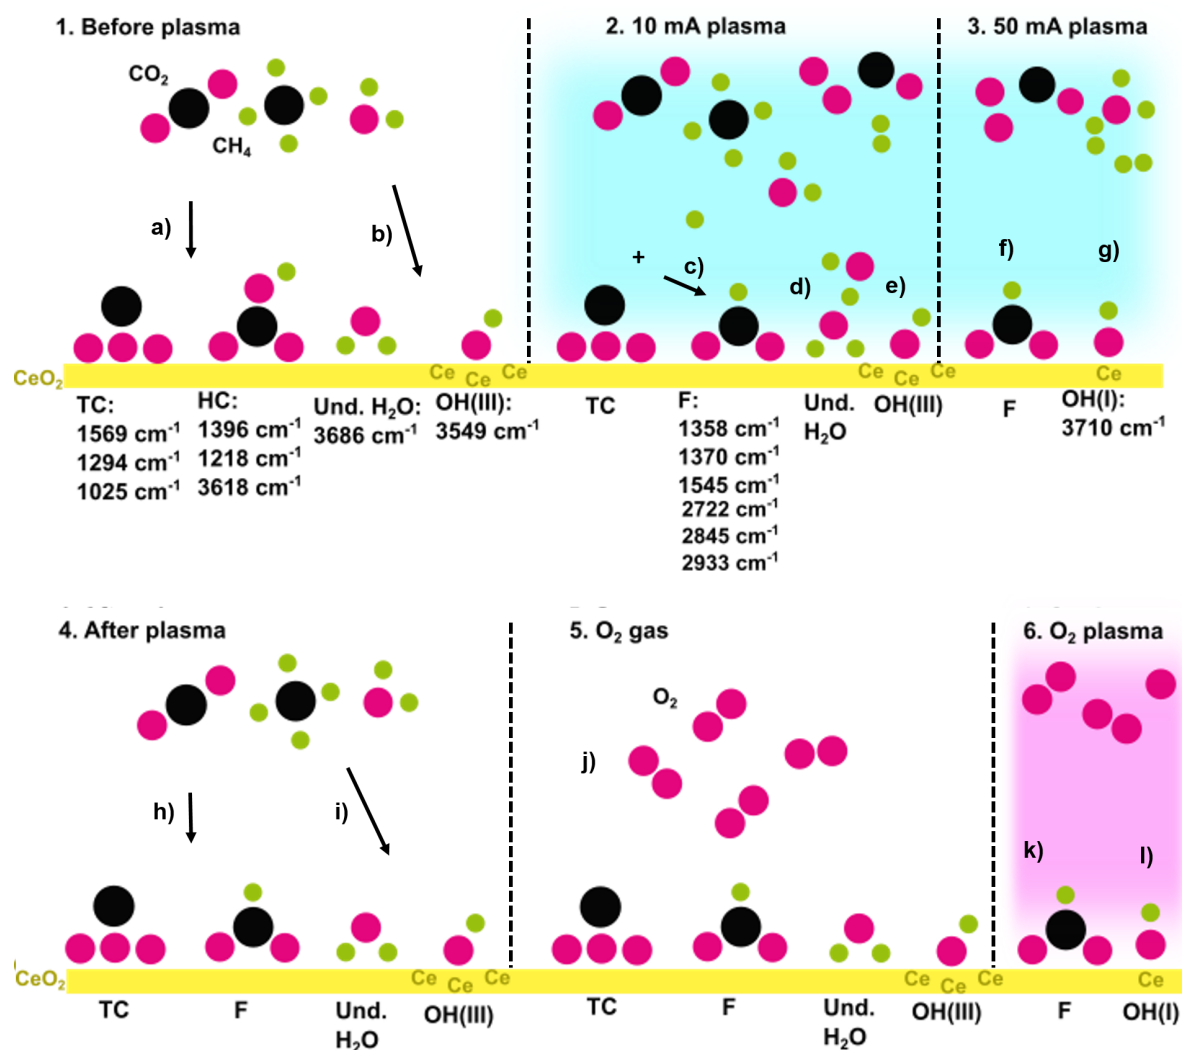 1. Before plasma
2. 10 mA plasma
3. 50 mA plasma
CO2
CH4
a)
b)
+
c)
d)
e)
f)
g)
CeO2
Ce Ce Ce
Ce Ce Ce
Ce
TC:
1569 cm-1
1294 cm-1
1025 cm-1
HC:
1396 cm-1
1218 cm-1
3618 cm-1
Und. H2O:
3686 cm-1
OH(III):
3549 cm-1
TC
F:
1358 cm-1
1370 cm-1
1545 cm-1
2722 cm-1
2845 cm-1
2933 cm-1
Und.
H2O
OH(III)
F
OH(I):
3710 cm-1
4. After plasma
5. O2 gas
6. O2 plasma
O2
h)
i)
j)
k)
l)
CeO2
Ce Ce Ce
Ce Ce Ce
Ce
TC
F
Und.
H2O
OH(III)
TC
F
Und.
H2O
OH(III)
F
OH(I)